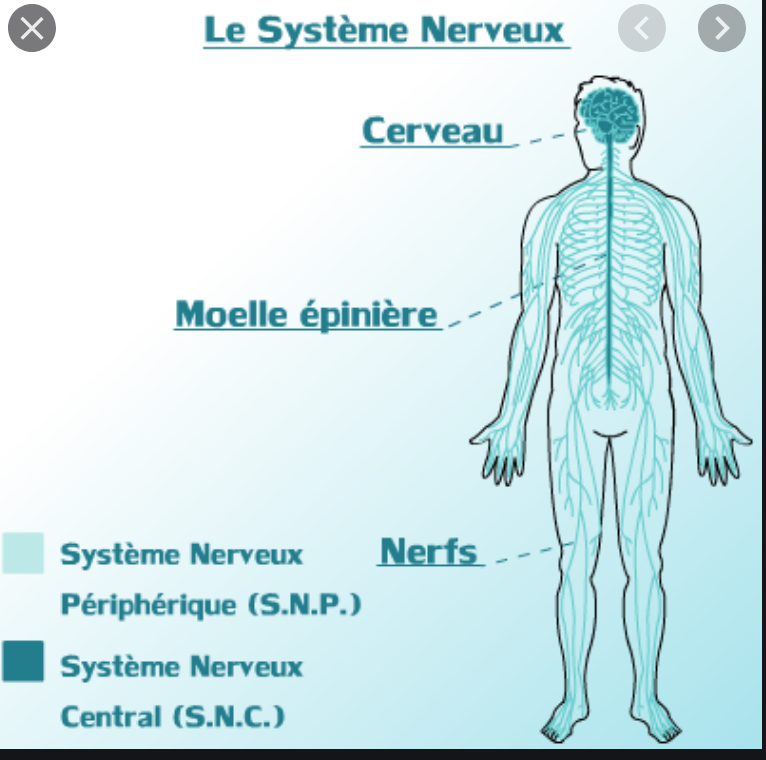 Le Système Nerveux
Cerveau
Moelle épinière
Nerfs
Système Nerveux
Périphérique (S.N.P.)
Système Nerveux
Central (S.N.C.)